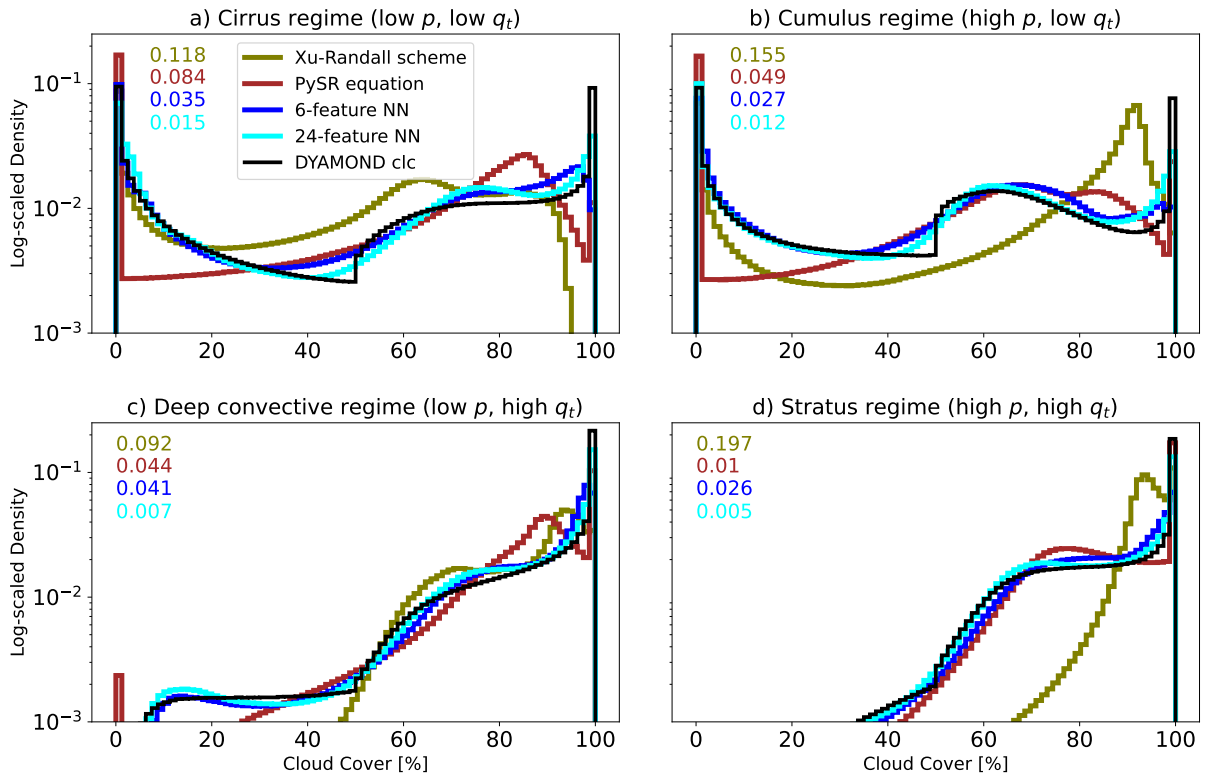 a) Cirrus regime (low p, low qt)
b) Cumulus regime (high p, low qt)
Log-scaled Density
10−1
10−2
10−3
0.118
0.084
0.035
0.015
Xu-Randall scheme
PySR equation
6-feature NN
24-feature NN
DYAMOND clc
0 20 40 60 80 100
0.155
0.049
0.027
0.012
0 20 40 60 80 100
c) Deep convective regime (low p, high qt)
d) Stratus regime (high p, high qt)
Log-scaled Density
10−1
10−2
10−3
0.092
0.044
0.041
0.007
0 20 40 60 80 100
Cloud Cover [%]
0.197
0.01
0.026
0.005
0 20 40 60 80 100
Cloud Cover [%]